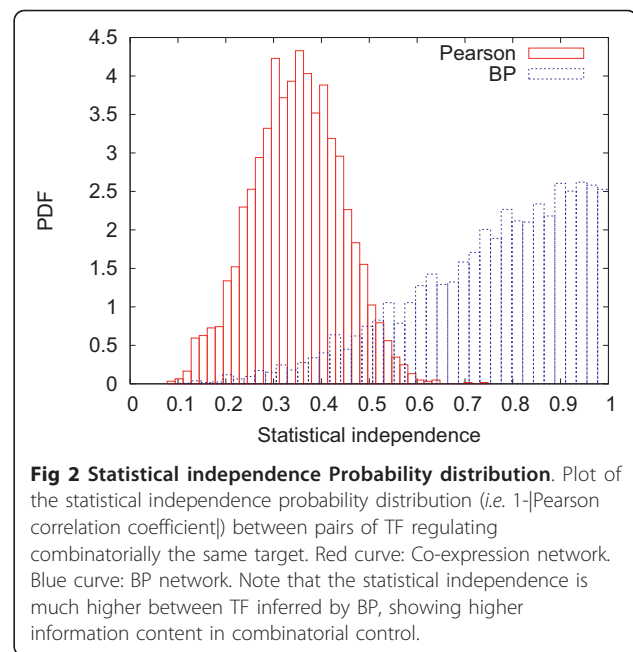 4.5
4
3.5
3
2.5
2
1.5
1
0.5
0
PDF
Pearson
BP
0 0.1 0.2 0.3 0.4 0.5 0.6 0.7 0.8 0.9 1
Statistical independence
Fig 2 Statistical independence Probability distribution. Plot of
the statistical independence probability distribution (i.e. 1-|Pearson
correlation coefficient|) between pairs of TF regulating
combinatorially the same target. Red curve: Co-expression network.
Blue curve: BP network. Note that the statistical independence is
much higher between TF inferred by BP, showing higher
information content in combinatorial control.